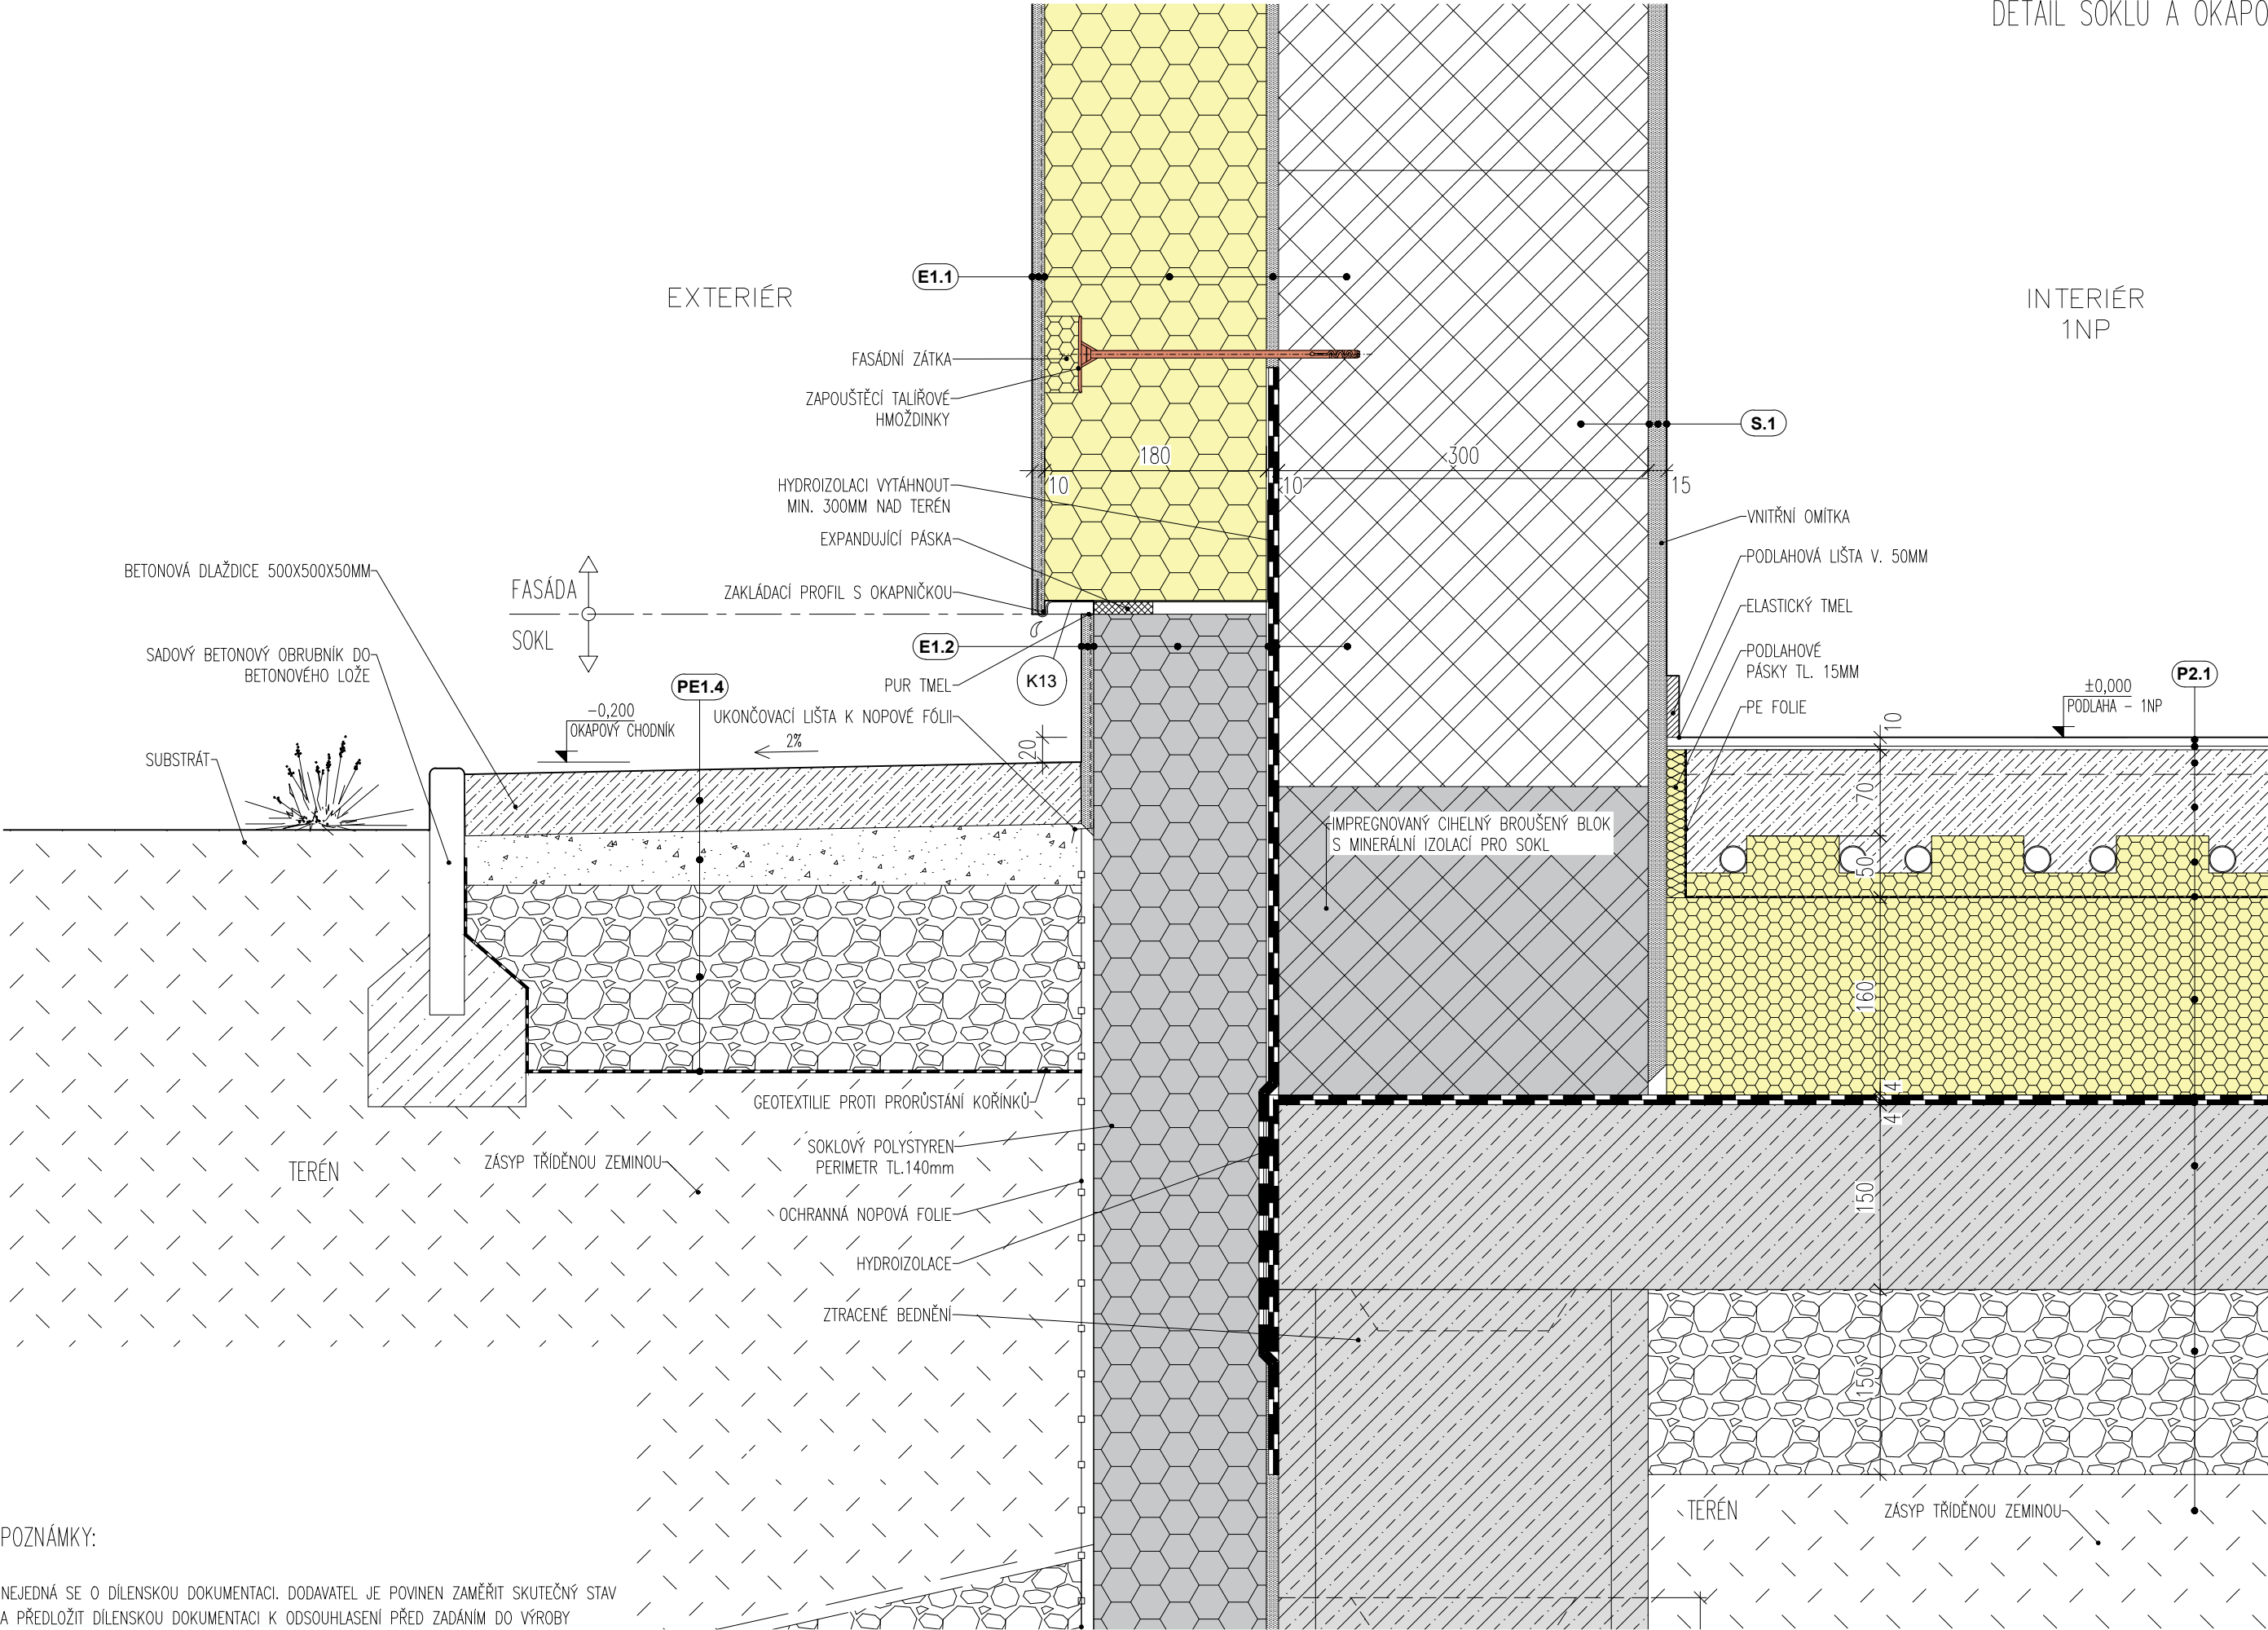 DETAIL SOKLU A OKAPO
EXTERIÉR
INTERIÉR
1NP
E1.1
FASÁDNÍ ZÁTKA
ZAPOUŠTĚCÍ TALÍŘOVÉ
HMOŽDINKY
S.1
180
300
10
10
15
HYDROIZOLACI VYTÁHNOUT
MIN. 300MM NAD TERÉN
EXPANDUJÍCÍ PÁSKA
ZAKLÁDACÍ PROFIL S OKAPNIČKOU
BETONOVÁ DLAŽDICE 500X500X50MM
FASÁDA
SOKL
SADOVÝ BETONOVÝ OBRUBNÍK DO
BETONOVÉHO LOŽE
SUBSTRÁT
E1.2
K13
PUR TMEL
PE1.4
UKONČOVACÍ LIŠTA K NOPOVÉ FÓLII
-0,200
OKAPOVÝ CHODNÍK
2%
20
VNITŘNÍ OMÍTKA
PODLAHOVÁ LIŠTA V. 50MM
ELASTICKÝ TMEL
PODLAHOVÉ
PÁSKY TL. 15MM
PE FOLIE
P2.1
±0,000
PODLAHA - 1NP
10
70
50
160
4
4
150
150
IMPREGNOVANÝ CIHELNÝ BROUŠENÝ BLOK
S MINERÁLNÍ IZOLACÍ PRO SOKL
GEOTEXTILIE PROTI PRORŮSTÁNÍ KOŘÍNKŮ
SOKLOVÝ POLYSTYREN
PERIMETR TL.140mm
TERÉN
ZÁSYP TŘÍDĚNOU ZEMINOU
OCHRANNÁ NOPOVÁ FOLIE
HYDROIZOLACE
ZTRACENÉ BEDNĚNÍ
TERÉN
ZÁSYP TŘÍDĚNOU ZEMINOU
POZNÁMKY:
NEJEDNÁ SE O DÍLENSKOU DOKUMENTACI. DODAVATEL JE POVINEN ZAMĚŘIT SKUTEČNÝ STAV
A PŘEDLOŽIT DÍLENSKOU DOKUMENTACI K ODSOUHLASENÍ PŘED ZADÁNÍM DO VÝROBY